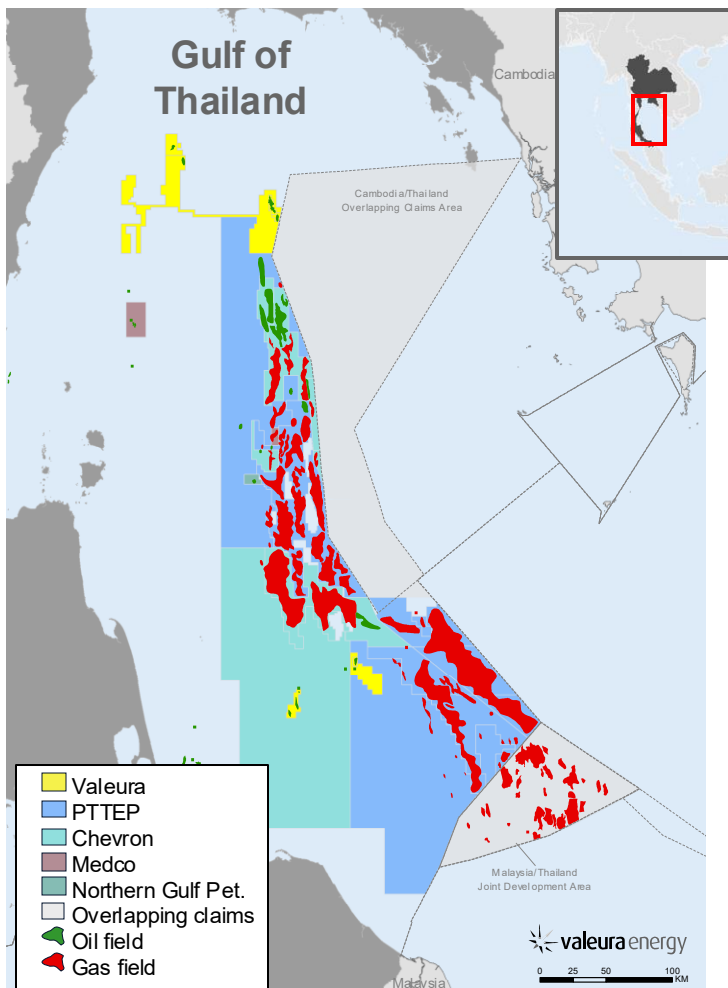 Gulf of
Thailand
Cambodia
Cambodia/Thailand
Overlapping Claims Area
Valeura
PTTEP
Chevron
Medco
Northern Gulf Pet.
Overlapping claims
Oil field
Gas field
Malaysia/Thailand
Joint Development Area
valeura energy
0 25 50 100
KM
Malaysia